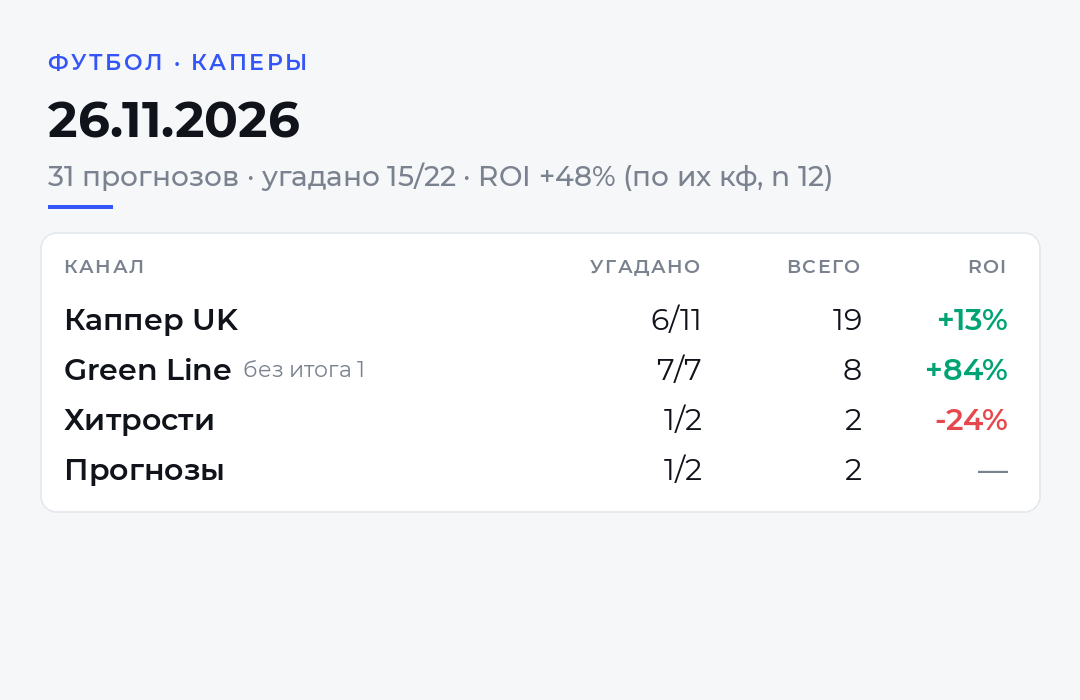 ФУТБОЛ · КАПЕРЫ
26.11.2026
31 прогнозов · угадано 15/22 · ROI +48% (по их кф, n 12)
КАНАЛ УГАДАНО ВСЕГО ROI
Каппер UK 6/11 19 +13%
Green Line без итога 1 7/7 8 +84%
Хитрости 1/2 2 -24%
Прогнозы 1/2 2 —